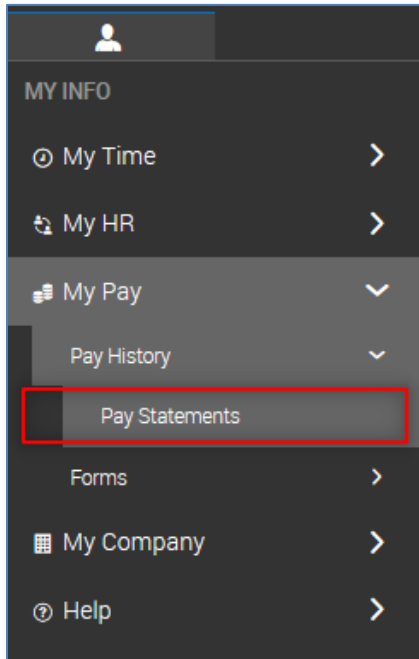 MY INFO
My Time
My HR
My Pay
Pay History
Pay Statements
Forms
My Company
Help